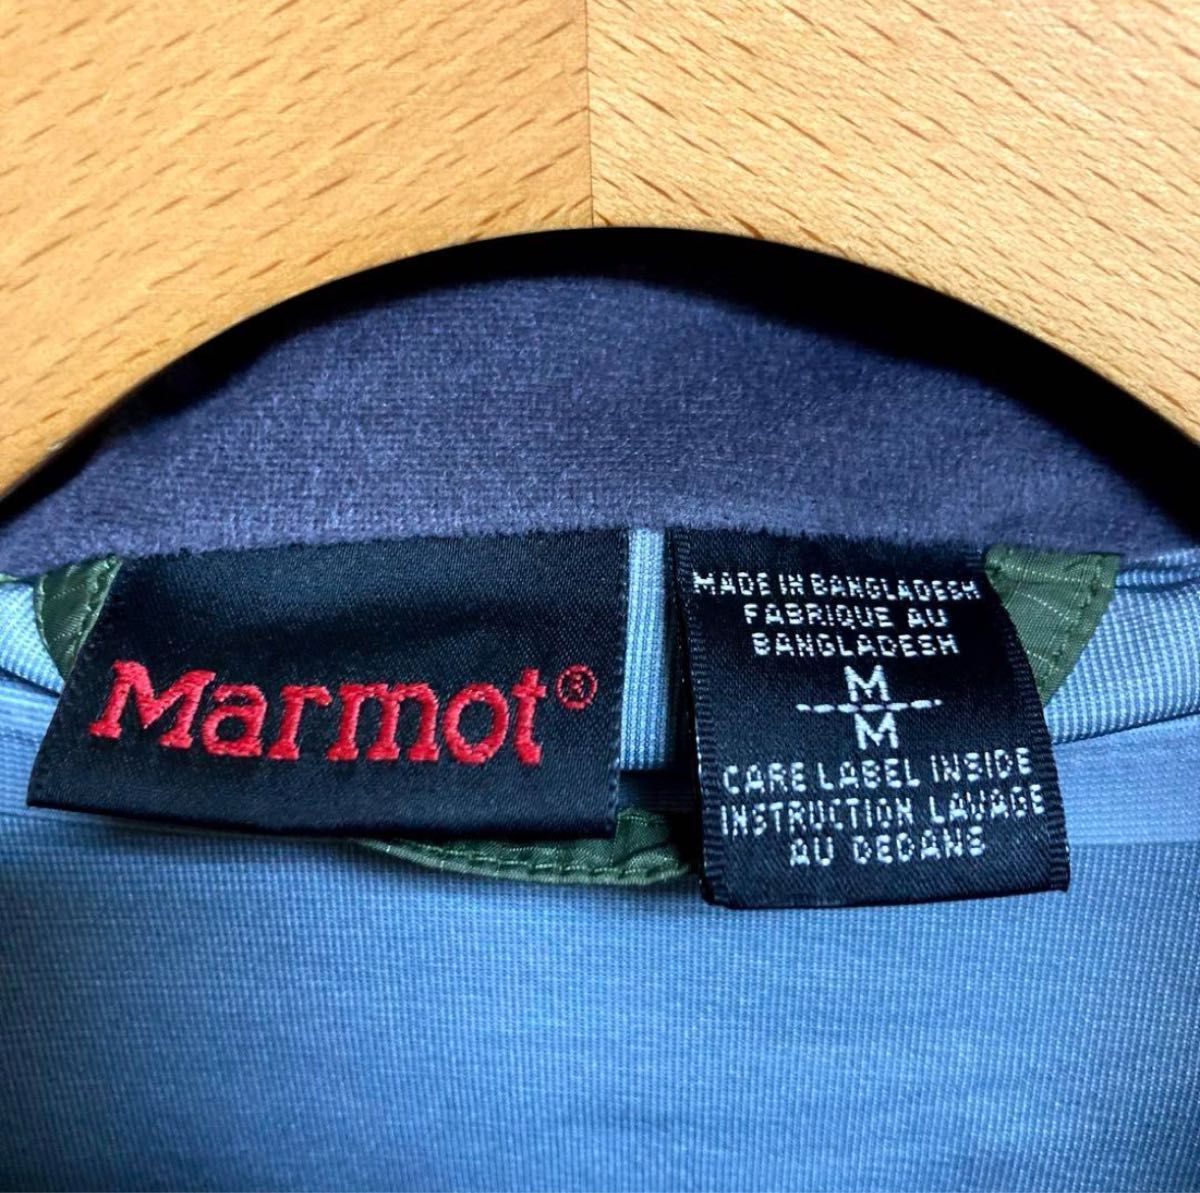 Marmot®
MADE IN BANGLADESH
FABRIQUE AU
BANGLADESH
M
M
CARE LABEL INSIDE
INSTRUCTION LAVAGE
AU DEDANS